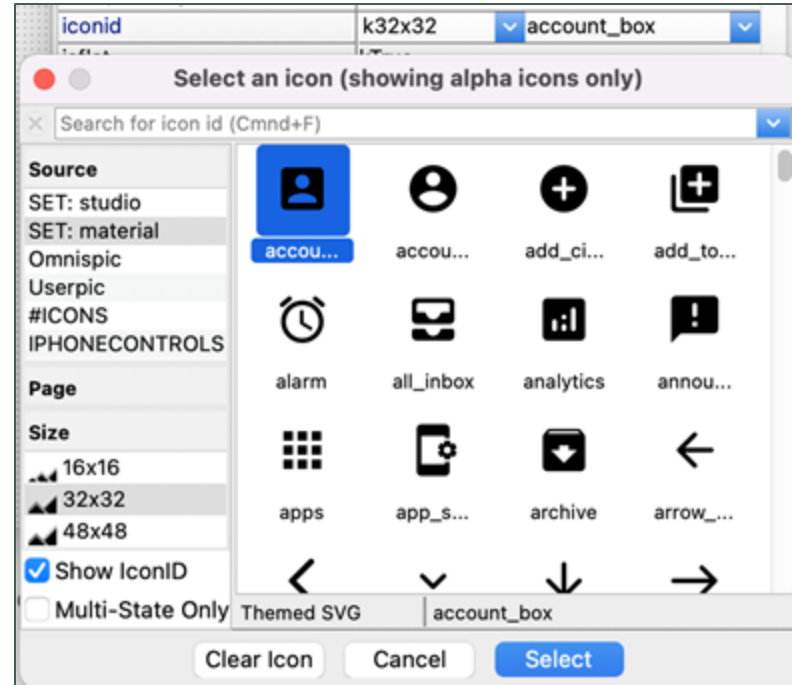 iconid k32x32 account_box
Select an icon (showing alpha icons only)
Search for icon id (Cmnd+F)
Source
SET: studio
SET: material
Omnispic
Userpic
#ICONS
IPHONECONTROLS
Page
Size
16x16
32x32
48x48
Show IconID
Multi-State Only
accou... accou... add_ci... add_to...
alarm all_inbox analytics annou...
apps app_s... archive arrow_...
Themed SVG account_box
Clear Icon Cancel Select